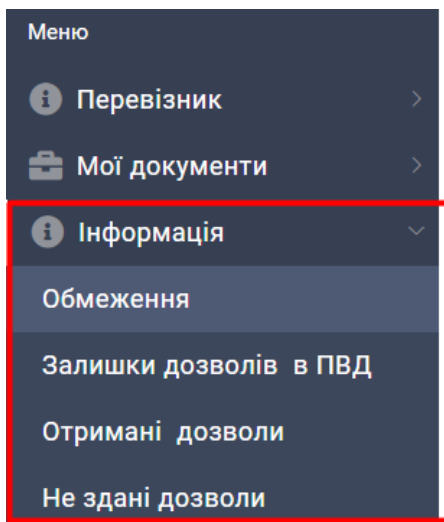 Меню
Перевізник
Мої документи
Інформація
Обмеження
Залишки дозволів в ПВД
Отримані дозволи
Не здані дозволи